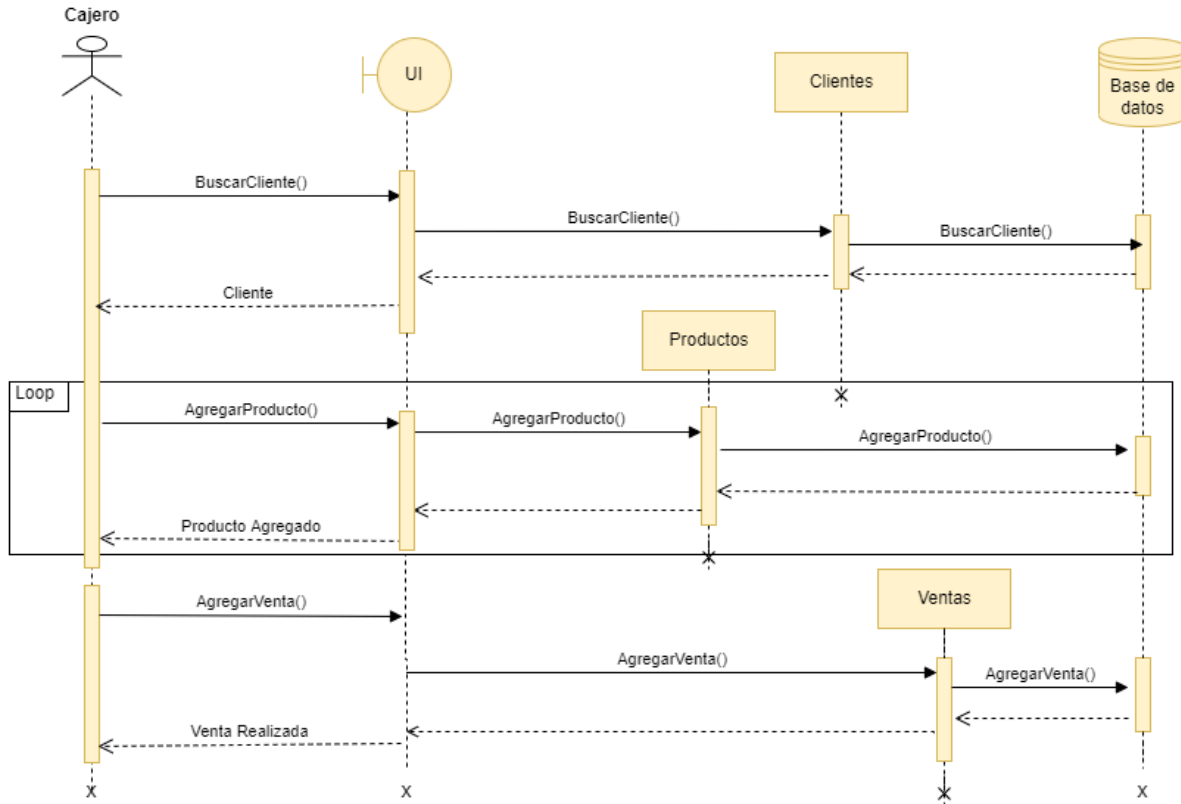 Cajero
UI
Clientes
Base de
datos
BuscarCliente()
BuscarCliente()
BuscarCliente()
Cliente
Productos
Loop
AgregarProducto()
AgregarProducto()
AgregarProducto()
Producto Agregado
AgregarVenta()
Ventas
AgregarVenta()
AgregarVenta()
Venta Realizada
X
X
X